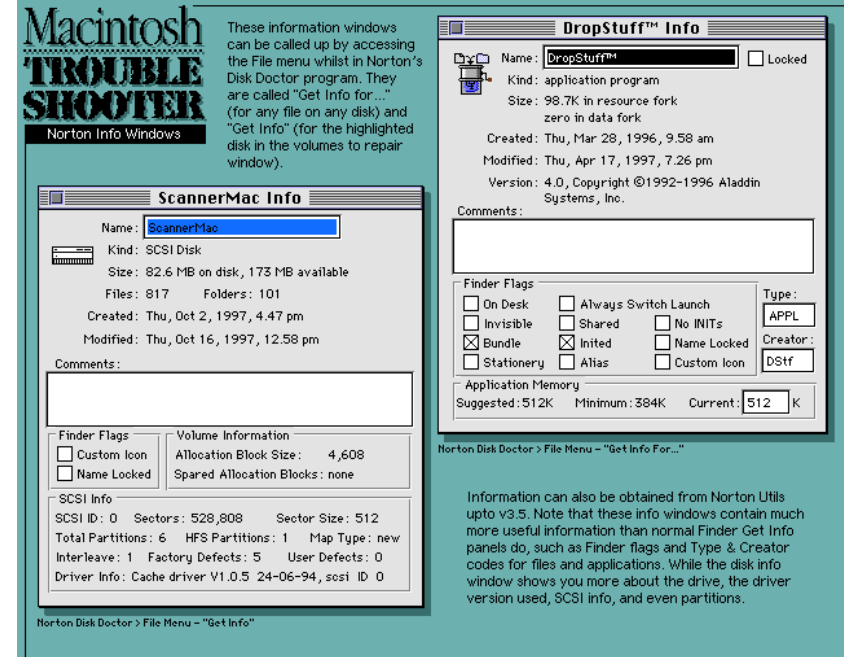 Macintosh
TROUBLE
SHOOTER
Norton Info Windows
These information windows
can be called up by accessing
the File menu whilst in Norton's
Disk Doctor program. They
are called "Get Info for..."
(for any file on any disk) and
"Get Info" (for the highlighted
disk in the volumes to repair
window).
ScannerMac Info
Name: ScannerMac
Kind: SCSI Disk
Size: 82.6 MB on disk, 173 MB available
Files: 817 Folders: 101
Created: Thu, Oct 2, 1997, 4.47 pm
Modified: Thu, Oct 16, 1997, 12.58 pm
Comments:
Finder Flags
Custom Icon
Name Locked
Volume Information
Allocation Block Size: 4,608
Spared Allocation Blocks: none
SCSI Info
SCSI ID: 0 Sectors: 528,808 Sector Size: 512
Total Partitions: 6 HFS Partitions: 1 Map Type: new
Interleave: 1 Factory Defects: 5 User Defects: 0
Driver Info: Cache driver V1.0.5 24-06-94, scsi ID 0
Norton Disk Doctor > File Menu - "Get Info"
DropStuff™ Info
Name: DropStuff™ Locked
Kind: application program
Size: 98.7K in resource fork
zero in data fork
Created: Thu, Mar 28, 1996, 9.58 am
Modified: Thu, Apr 17, 1997, 7.26 pm
Version: 4.0, Copyright ©1992-1996 Aladdin
Systems, Inc.
Comments:
Finder Flags
On Desk Always Switch Launch
Invisible Shared No INITs
Bundle Inited Name Locked
Stationery Alias Custom Icon
Type:
APPL
Creator:
DStf
Application Memory
Suggested: 512K Minimum: 384K Current: 512 K
Norton Disk Doctor > File Menu - "Get Info For..."
Information can also be obtained from Norton Utils
upto v3.5. Note that these info windows contain much
more useful information than normal Finder Get Info
panels do, such as Finder flags and Type & Creator
codes for files and applications. While the disk info
window shows you more about the drive, the driver
version used, SCSI info, and even partitions.